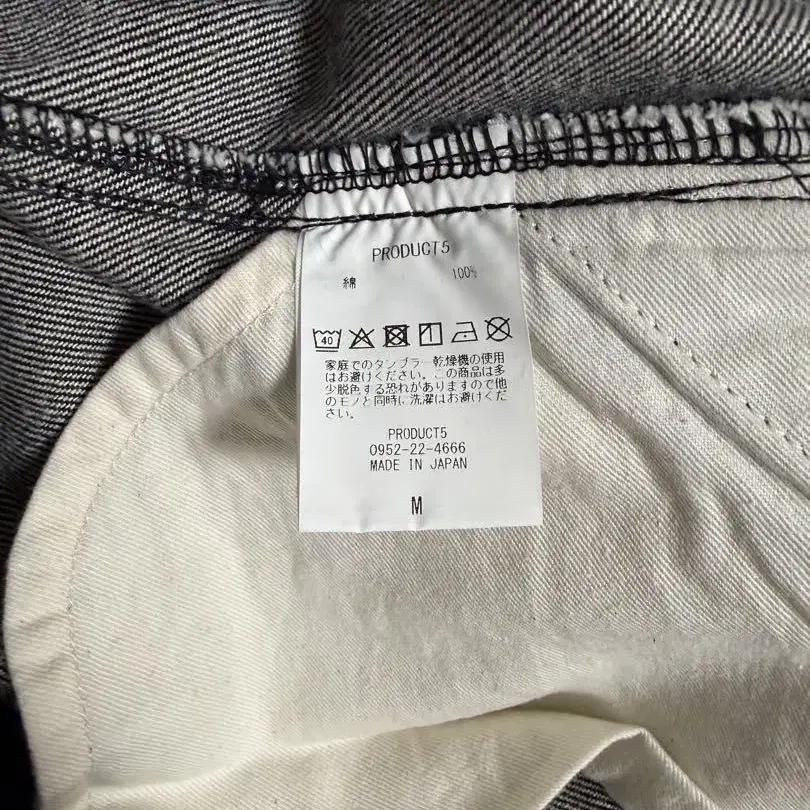 PRODUCT5
綿 100%
40
家庭でのタンブラー乾燥機の使用
はお避けください。この商品は多
少脱色する恐れがありますので他
のモノと同時に洗濯はお避けくだ
さい。
PRODUCT5
0952-22-4666
MADE IN JAPAN
M